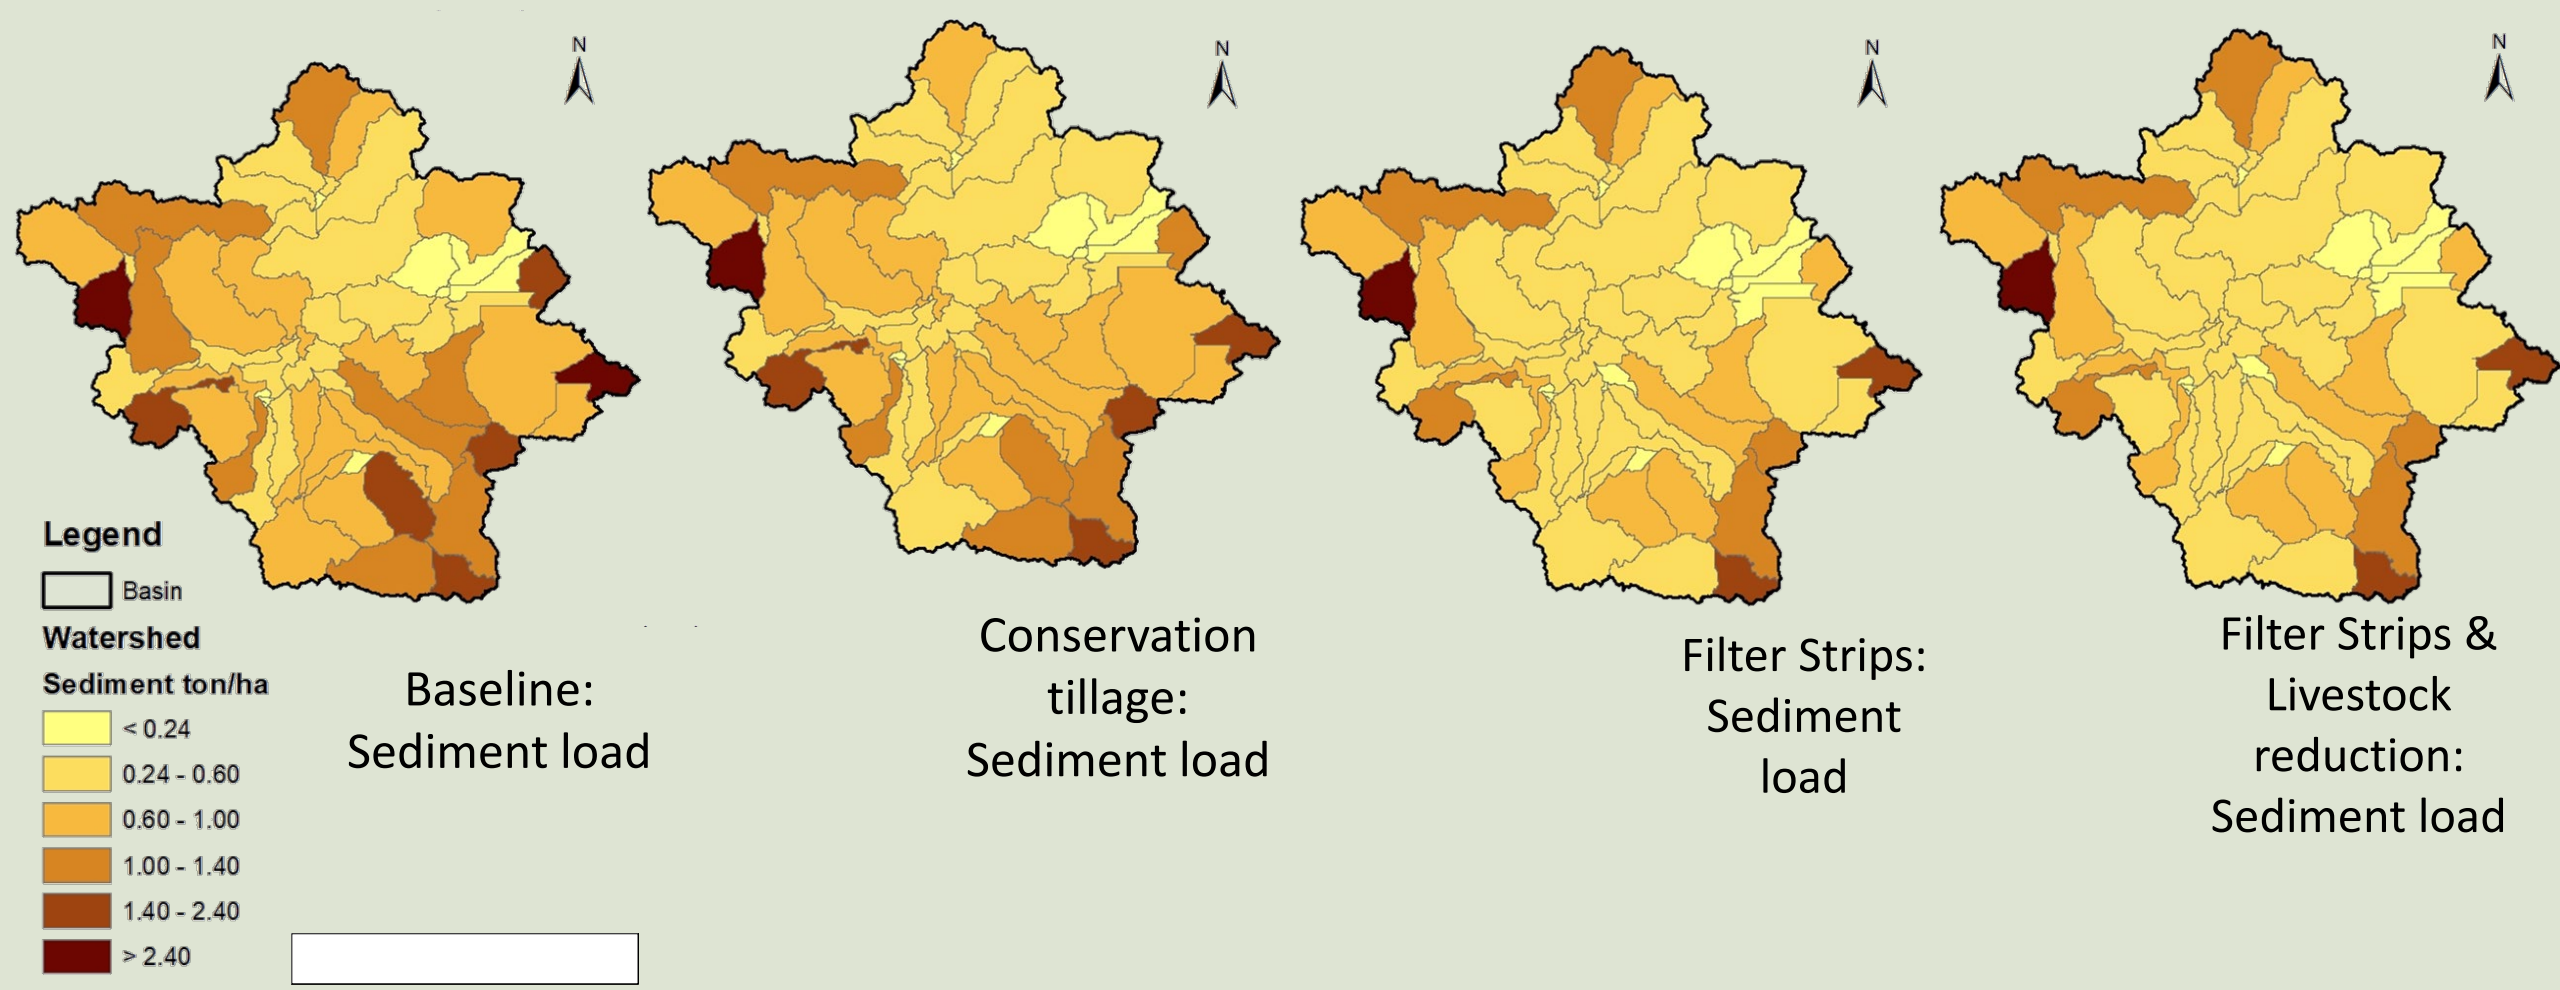 N
N
N
N
Legend
Basin
Watershed
Sediment ton/ha
< 0.24
0.24 - 0.60
0.60 - 1.00
1.00 - 1.40
1.40 - 2.40
> 2.40
Baseline:
Sediment load
Conservation
tillage:
Sediment load
Filter Strips:
Sediment
load
Filter Strips &
Livestock
reduction:
Sediment load